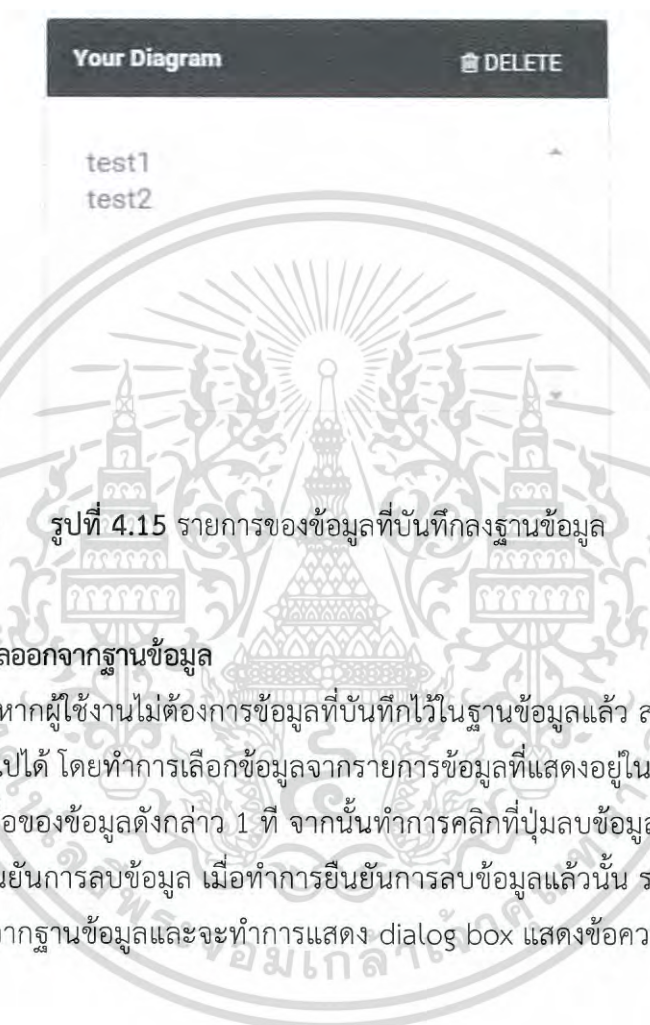 Your Diagram DELETE
test1
test2
รูปที่ 4.15 รายการของข้อมูลที่บันทึกลงฐานข้อมูล
ลออกจากฐานข้อมูล
หากผู้ใช้งานไม่ต้องการข้อมูลที่บันทึกไว้ในฐานข้อมูลแล้ว ส
นไปได้ โดยทำการเลือกข้อมูลจากรายการข้อมูลที่แสดงอยู่ใน
อของข้อมูลดังกล่าว 1 ที จากนั้นทำการคลิกที่ปุ่มลบข้อมูล
นยันการลบข้อมูล เมื่อทำการยืนยันการลบข้อมูลแล้วนั้น ร
ากฐานข้อมูลและจะทำการแสดง dialog box แสดงข้อคว